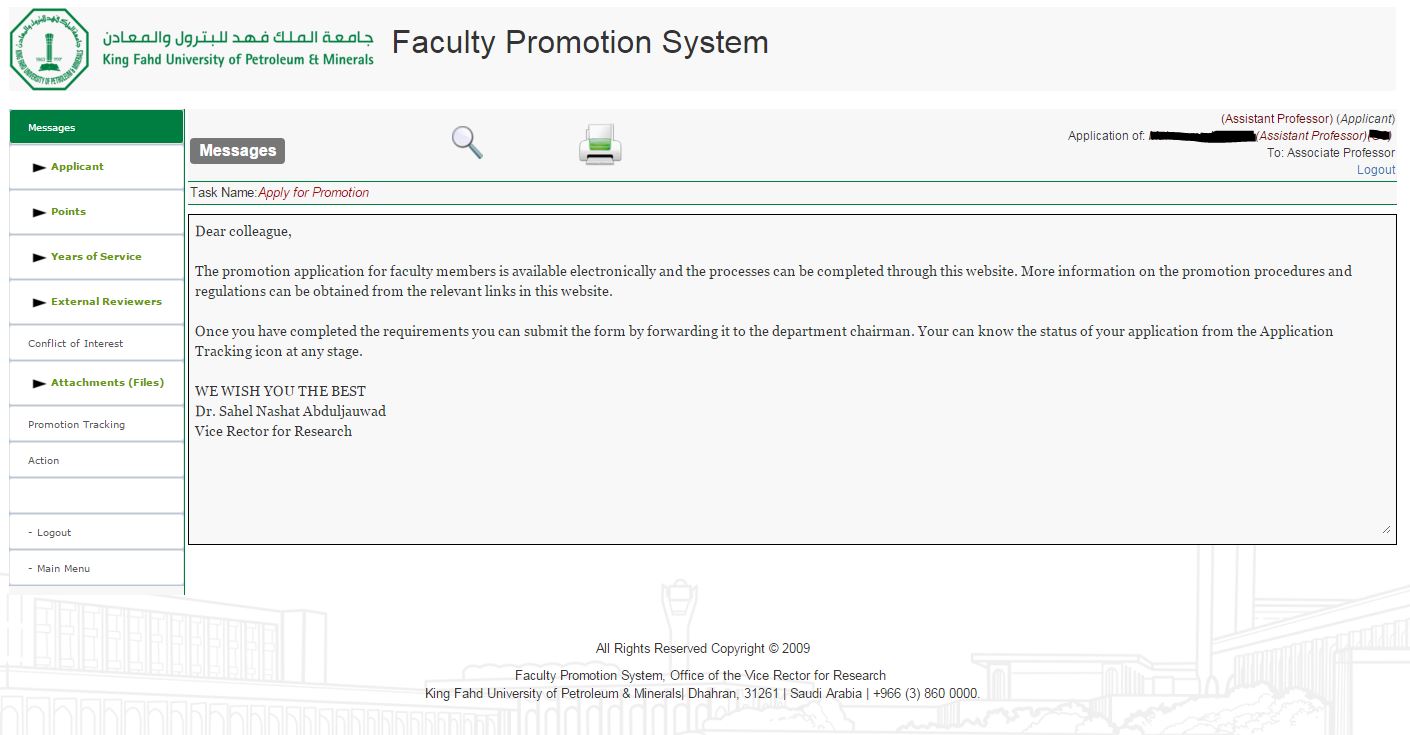 جامعة الملك فهد للبترول والمعادن
King Fahd University of Petroleum & Minerals
Faculty Promotion System
Messages
Applicant
Points
Years of Service
External Reviewers
Conflict of Interest
Attachments (Files)
Promotion Tracking
Action
- Logout
- Main Menu
Messages
(Assistant Professor) (Applicant)
Application of: (Assistant Professor)
To: Associate Professor
Logout
Task Name:Apply for Promotion
Dear colleague,
The promotion application for faculty members is available electronically and the processes can be completed through this website. More information on the promotion procedures and
regulations can be obtained from the relevant links in this website.
Once you have completed the requirements you can submit the form by forwarding it to the department chairman. Your can know the status of your application from the Application
Tracking icon at any stage.
WE WISH YOU THE BEST
Dr. Sahel Nashat Abduljauwad
Vice Rector for Research
All Rights Reserved Copyright © 2009
Faculty Promotion System, Office of the Vice Rector for Research
King Fahd University of Petroleum & Minerals| Dhahran, 31261 | Saudi Arabia | +966 (3) 860 0000.